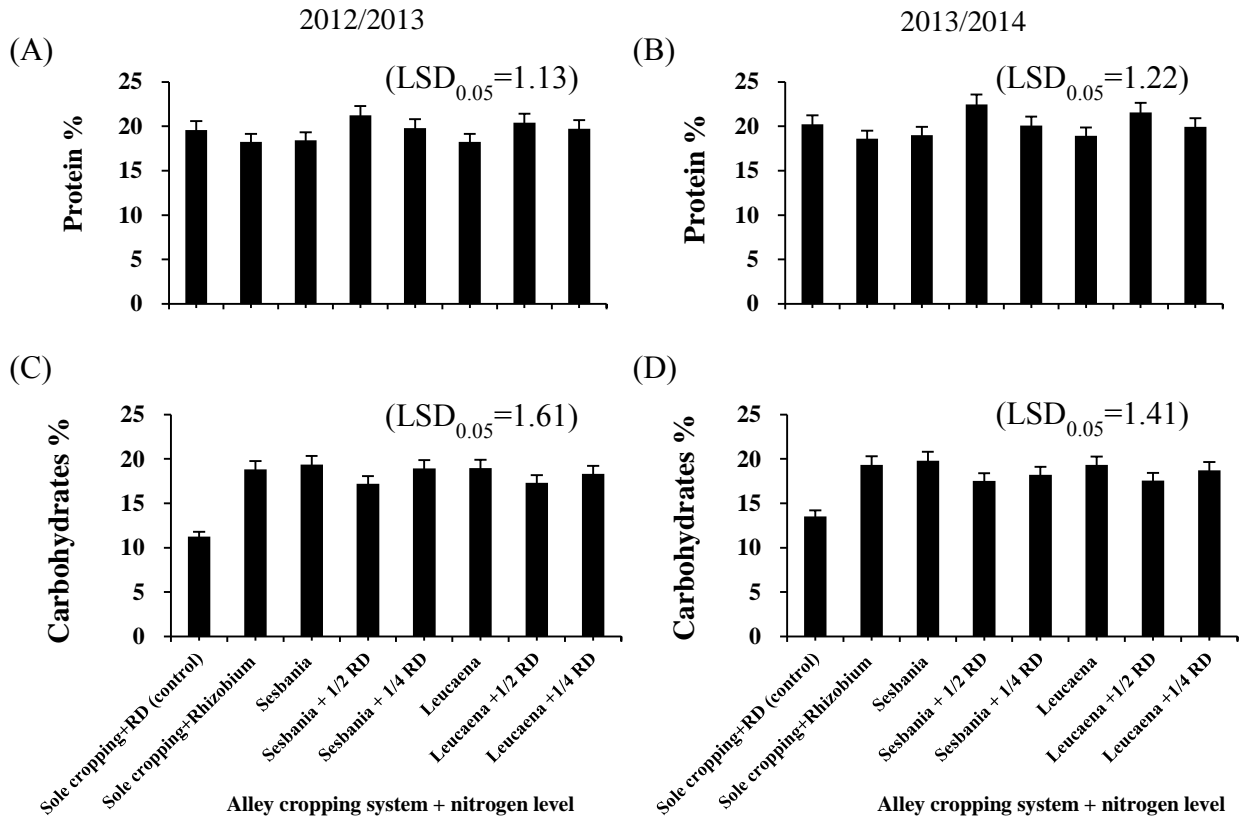 2012/2013
2013/2014
(A)
(LSD0.05=1.13)
Protein %
25
20
15
10
5
0
(B)
(LSD0.05=1.22)
Protein %
25
20
15
10
5
0
(C)
(LSD0.05=1.61)
Carbohydrates %
25
20
15
10
5
0
Sole cropping+RD (control)
Sole cropping+Rhizobium
Sesbania
Sesbania + 1/2 RD
Sesbania + 1/4 RD
Leucaena
Leucaena +1/2 RD
Leucaena +1/4 RD
Alley cropping system + nitrogen level
(D)
(LSD0.05=1.41)
Carbohydrates %
25
20
15
10
5
0
Sole cropping+RD (control)
Sole cropping+Rhizobium
Sesbania
Sesbania + 1/2 RD
Sesbania + 1/4 RD
Leucaena
Leucaena +1/2 RD
Leucaena +1/4 RD
Alley cropping system + nitrogen level